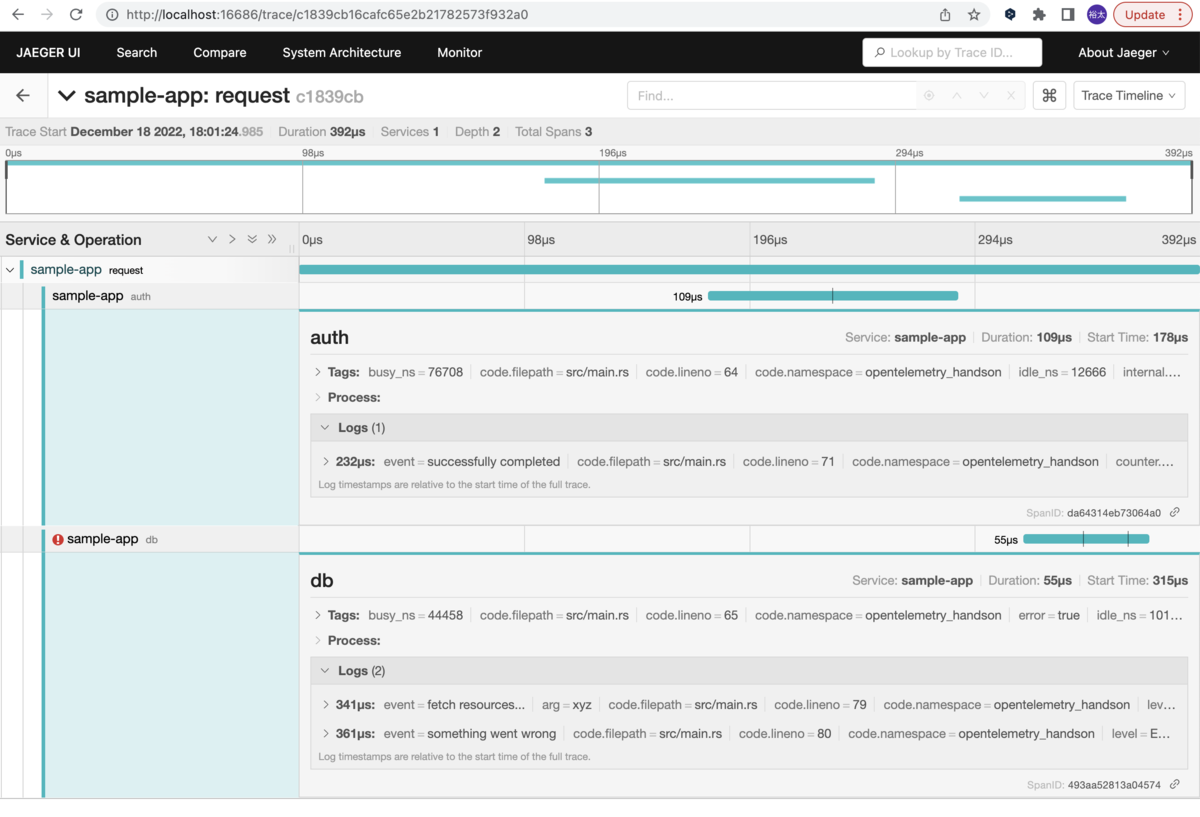 http://localhost:16686/trace/c1839cb16cafc65e2b21782573f932a0 裕太 Update
JAEGER UI Search Compare System Architecture Monitor Lookup by Trace ID... About Jaeger
sample-app: request c1839cb Find... ⌘ Trace Timeline
Trace Start December 18 2022, 18:01:24.985 Duration 392μs Services 1 Depth 2 Total Spans 3
0μs 98μs 196μs 294μs 392μs
Service & Operation 0μs 98μs 196μs 294μs 392μs
sample-app request
sample-app auth 109μs
auth Service: sample-app Duration: 109μs Start Time: 178μs
Tags: busy_ns = 76708 code.filepath = src/main.rs code.lineno = 64 code.namespace = opentelemetry_handson idle_ns = 12666 internal....
Process:
Logs (1)
232μs: event = successfully completed code.filepath = src/main.rs code.lineno = 71 code.namespace = opentelemetry_handson counter....
Log timestamps are relative to the start time of the full trace.
SpanID: da64314eb73064a0
sample-app db 55μs
db Service: sample-app Duration: 55μs Start Time: 315μs
Tags: busy_ns = 44458 code.filepath = src/main.rs code.lineno = 65 code.namespace = opentelemetry_handson error = true idle_ns = 101...
Process:
Logs (2)
341μs: event = fetch resources... arg = xyz code.filepath = src/main.rs code.lineno = 79 code.namespace = opentelemetry_handson lev...
361μs: event = something went wrong code.filepath = src/main.rs code.lineno = 80 code.namespace = opentelemetry_handson level = E...
Log timestamps are relative to the start time of the full trace.
SpanID: 493aa52813a04574